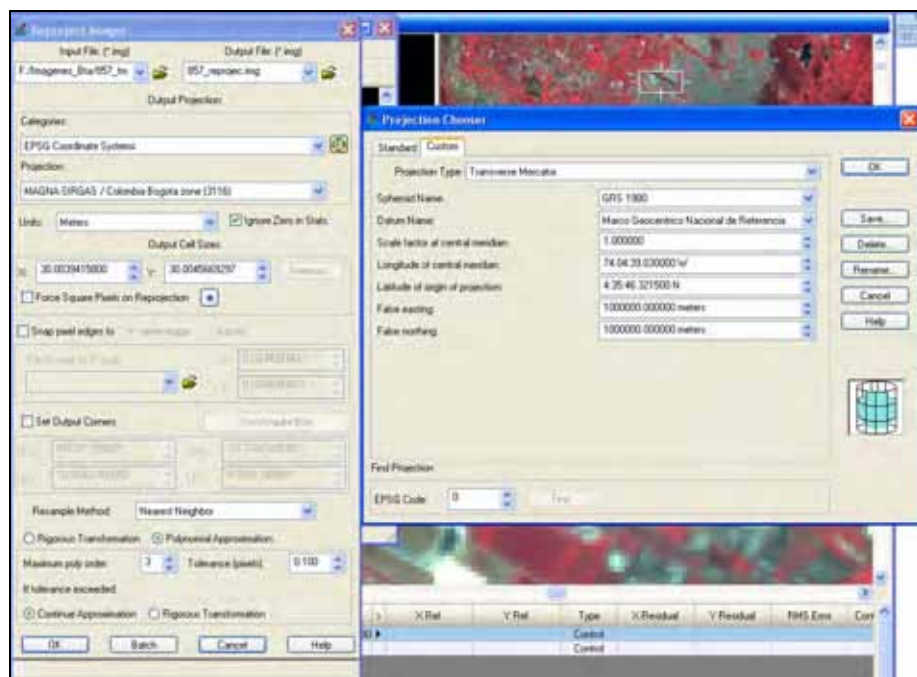 Reproject Images
Input File: (*.img)
Output File: (*.img)
F:/Imagenes_Bsa/857_tm
857_reprojec.img
Output Projection:
Categories:
EPSG Coordinate Systems
Projection:
MAGNA-SIRGAS / Colombia Bogota zone (3116)
Units:
Meters
Ignore Zero in Stats.
Output Cell Sizes:
X:
30.0039415800
Y:
Force Square Pixels on Reprojection
Snap pixel edges to
Set Output Corners
Resample Method:
Nearest Neighbor
Rigorous Transformation
Polynomial Approximation
Maximum poly order:
3
Tolerance (pixels):
0.100
If tolerance exceeded:
Continue Approximation
Rigorous Transformation
OK
Batch
Cancel
Help
Projection Chooser
Standard
Custom
Projection Type
Transverse Mercator
OK
Spheroid Name:
GRS 1980
Datum Name:
Marco Geocentrico Nacional de Referencia
Save...
Scale factor at central meridian:
1.000000
Delete...
Longitude of central meridian:
74:04:39.030000 W
Rename...
Latitude of origin of projection:
4:35:46.321500 N
Cancel
False easting:
1000000.000000 meters
Help
False northing:
1000000.000000 meters
Find Projection
EPSG Code:
0
Find
> X Ref. Y Ref. Type X Residual Y Residual RMS Error
Control
Control